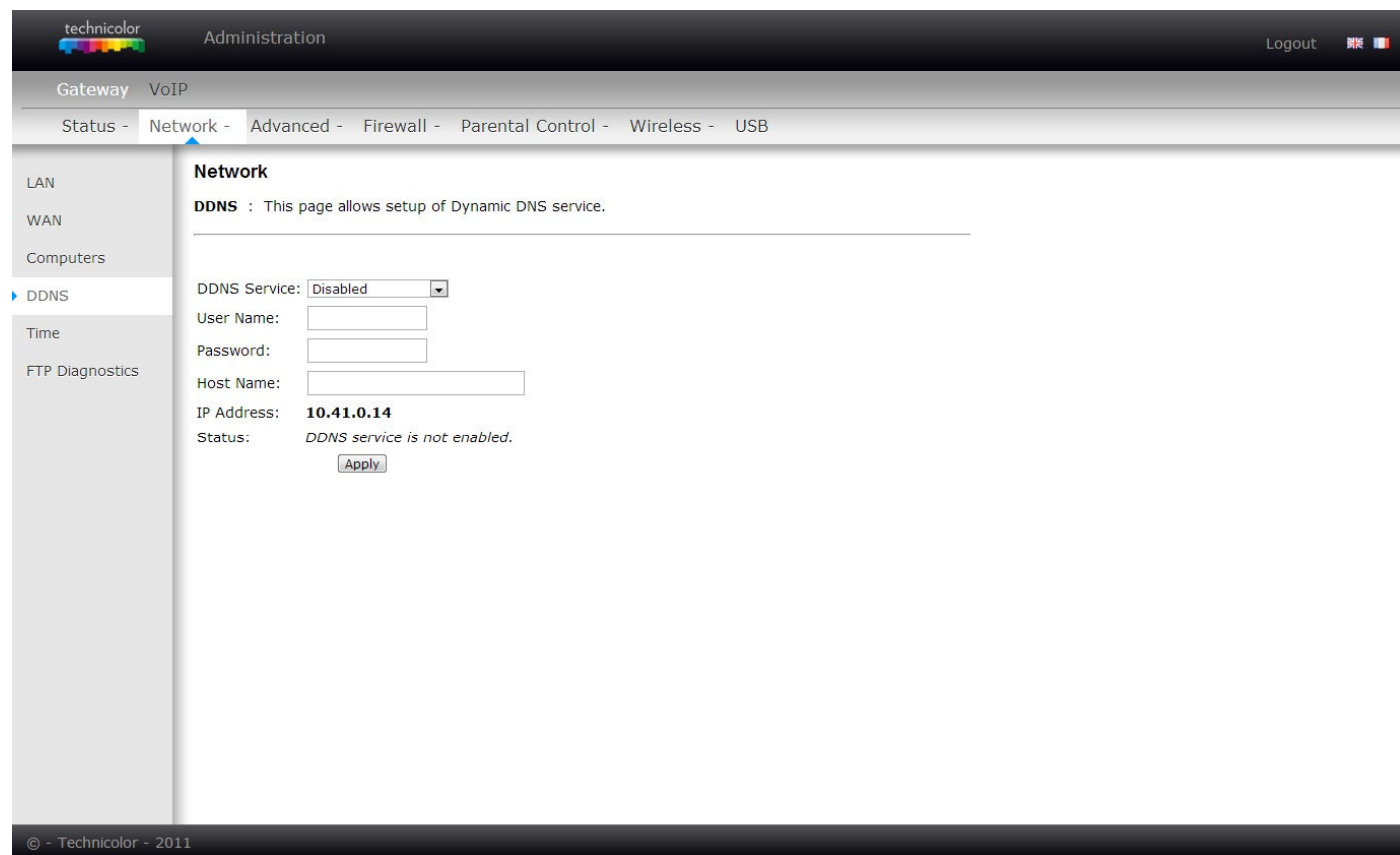 technicolor
Administration
Logout
Gateway VoIP
Status - Network - Advanced - Firewall - Parental Control - Wireless - USB
LAN
WAN
Computers
DDNS
Time
FTP Diagnostics
Network
DDNS : This page allows setup of Dynamic DNS service.
DDNS Service: Disabled
User Name:
Password:
Host Name:
IP Address: 10.41.0.14
Status: DDNS service is not enabled.
Apply
© - Technicolor - 2011